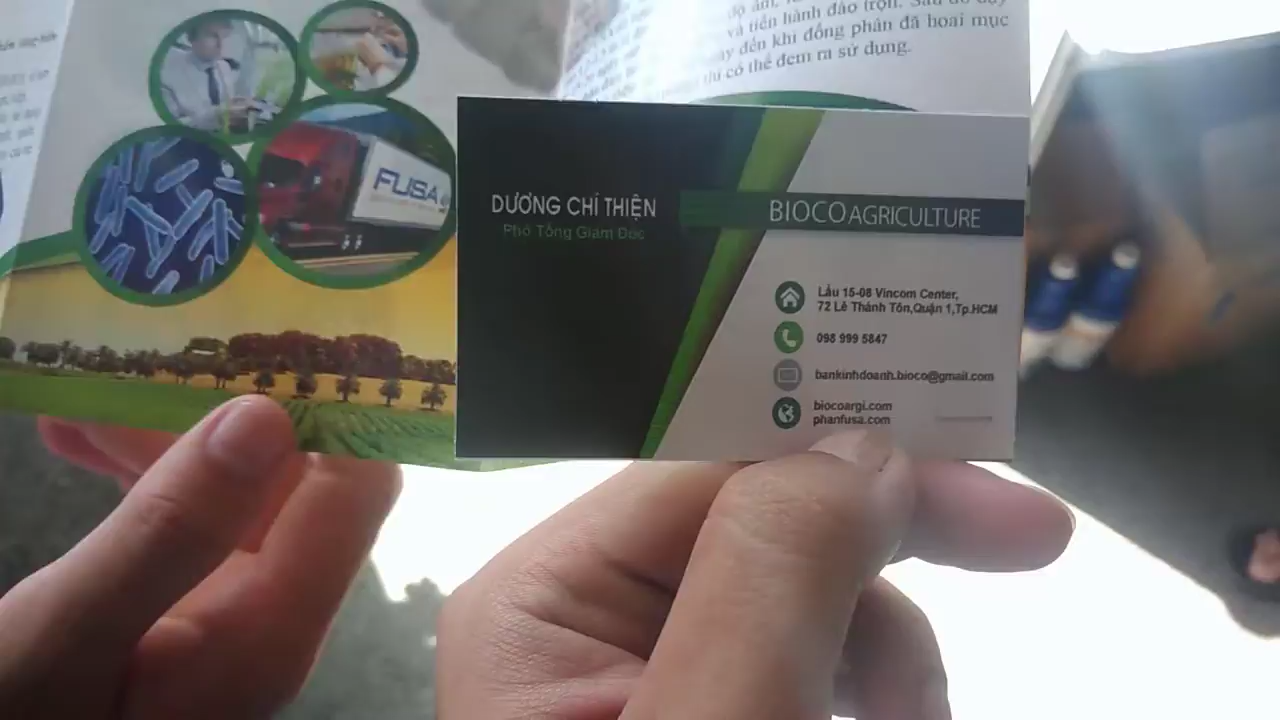 độ ẩm,
và tiến hành đảo trộn. Sau đó đậy
đến khi đống phân đã hoai mục
thì có thể đem ra sử dụng.
FUSA
DƯƠNG CHÍ THIỆN
Phó Tổng Giám Đốc
BIOCO AGRICULTURE
Lầu 15-08 Vincom Center,
72 Lê Thánh Tôn,Quận 1,Tp.HCM
098 999 5847
bankinhdoanh.bioco@gmail.com
biocoargi.com
phanfusa.com